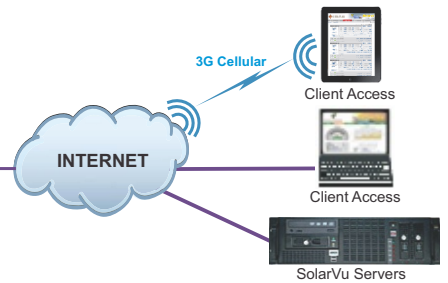 3G Cellular
Client Access
INTERNET
Client Access
SolarVu Servers